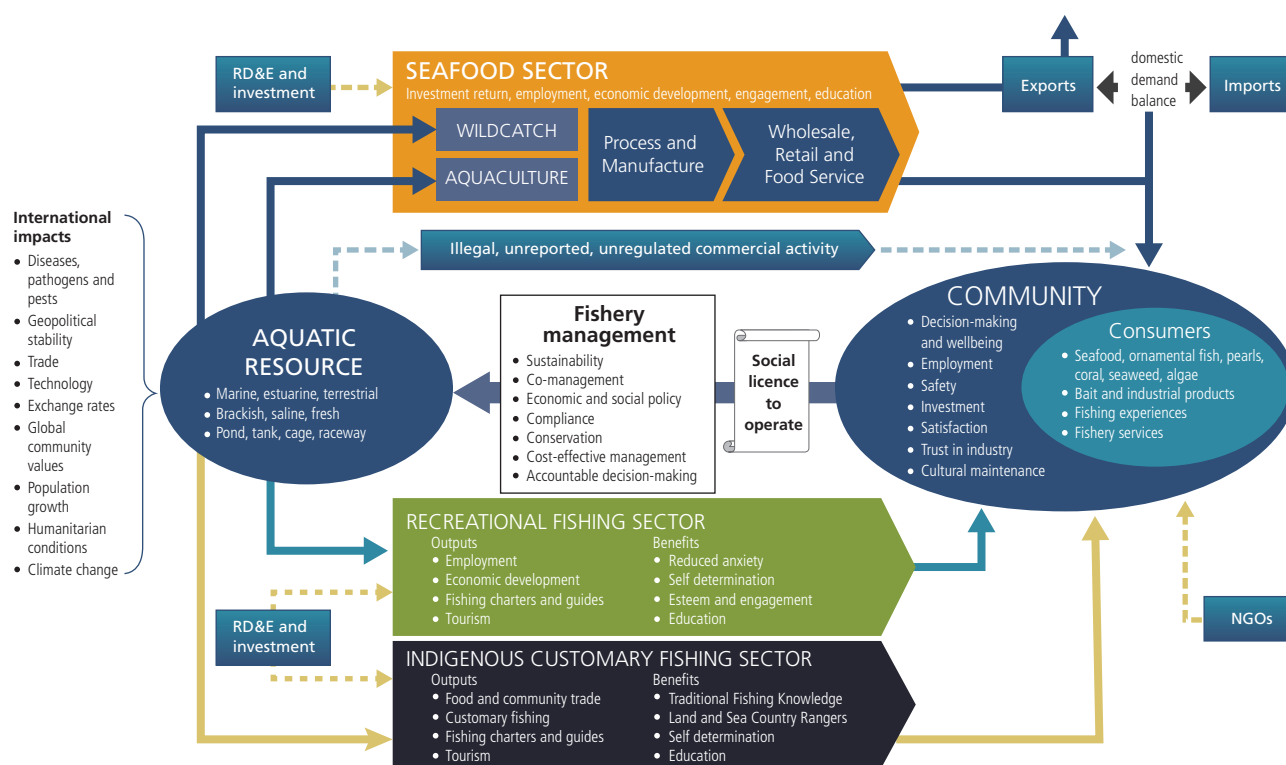 RD&E and
investment
SEAFOOD SECTOR
Investment return, employment, economic development, engagement, education
WILDCATCH
AQUACULTURE
Process and
Manufacture
Wholesale,
Retail and
Food Service
Exports
domestic
demand
balance
Imports
International
impacts
• Diseases,
pathogens and
pests
• Geopolitical
stability
• Trade
• Technology
• Exchange rates
• Global
community
values
• Population
growth
• Humanitarian
conditions
• Climate change
Illegal, unreported, unregulated commercial activity
AQUATIC
RESOURCE
• Marine, estuarine, terrestrial
• Brackish, saline, fresh
• Pond, tank, cage, raceway
Fishery
management
• Sustainability
• Co-management
• Economic and social policy
• Compliance
• Conservation
• Cost-effective management
• Accountable decision-making
Social
licence
to
operate
COMMUNITY
• Decision-making
and wellbeing
• Employment
• Safety
• Investment
• Satisfaction
• Trust in industry
• Cultural maintenance
Consumers
• Seafood, ornamental fish, pearls,
coral, seaweed, algae
• Bait and industrial products
• Fishing experiences
• Fishery services
RECREATIONAL FISHING SECTOR
Outputs
• Employment
• Economic development
• Fishing charters and guides
• Tourism
Benefits
• Reduced anxiety
• Self determination
• Esteem and engagement
• Education
RD&E and
investment
NGOs
INDIGENOUS CUSTOMARY FISHING SECTOR
Outputs
• Food and community trade
• Customary fishing
• Fishing charters and guides
• Tourism
Benefits
• Traditional Fishing Knowledge
• Land and Sea Country Rangers
• Self determination
• Education